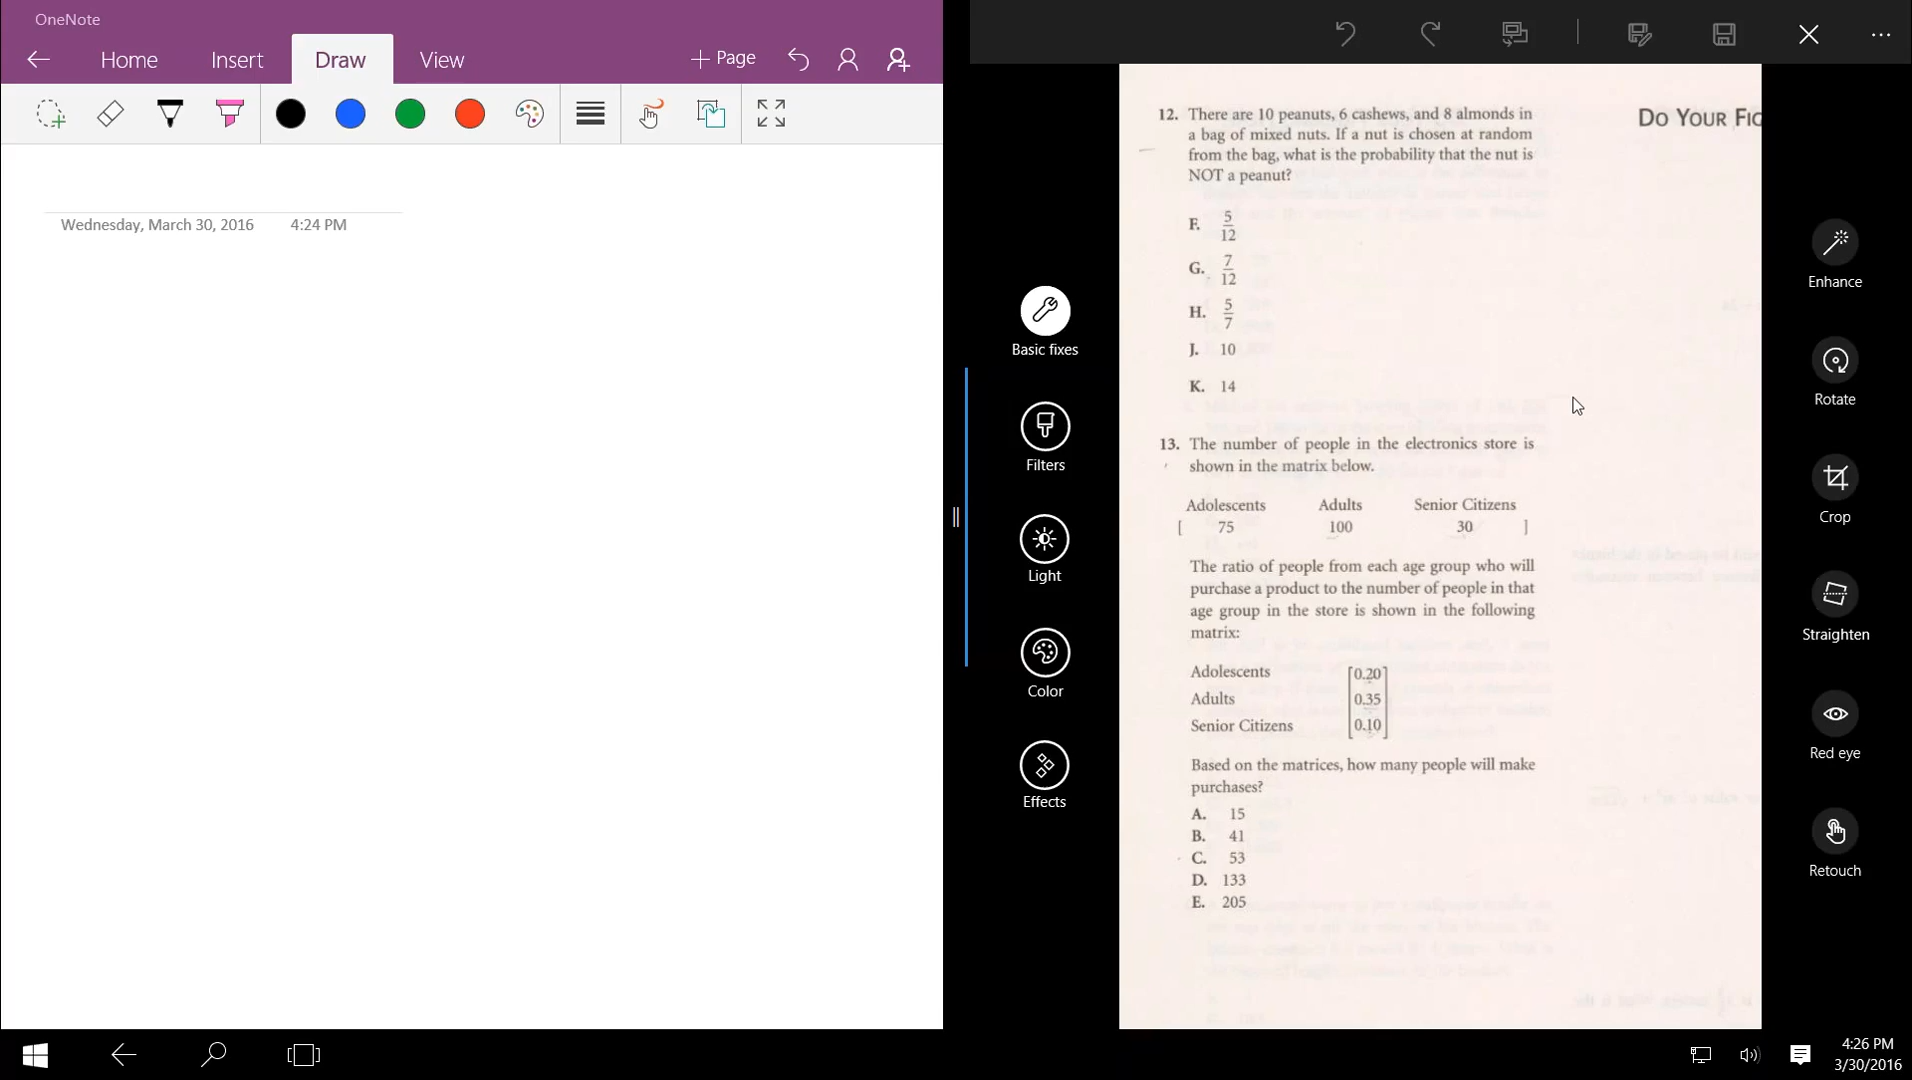 OneNote
Home Insert Draw View + Page
Wednesday, March 30, 2016 4:24 PM
Basic fixes
Filters
Light
Color
Effects
12. There are 10 peanuts, 6 cashews, and 8 almonds in
a bag of mixed nuts. If a nut is chosen at random
from the bag, what is the probability that the nut is
NOT a peanut?
DO YOUR FIG
F. 5/12
G. 7/12
H. 5/7
J. 10
K. 14
13. The number of people in the electronics store is
shown in the matrix below.
Adolescents Adults Senior Citizens
[ 75 100 30 ]
The ratio of people from each age group who will
purchase a product to the number of people in that
age group in the store is shown in the following
matrix:
Adolescents [0.20]
Adults [0.35]
Senior Citizens [0.10]
Based on the matrices, how many people will make
purchases?
A. 15
B. 41
C. 53
D. 133
E. 205
Enhance
Rotate
Crop
Straighten
Red eye
Retouch
4:26 PM
3/30/2016